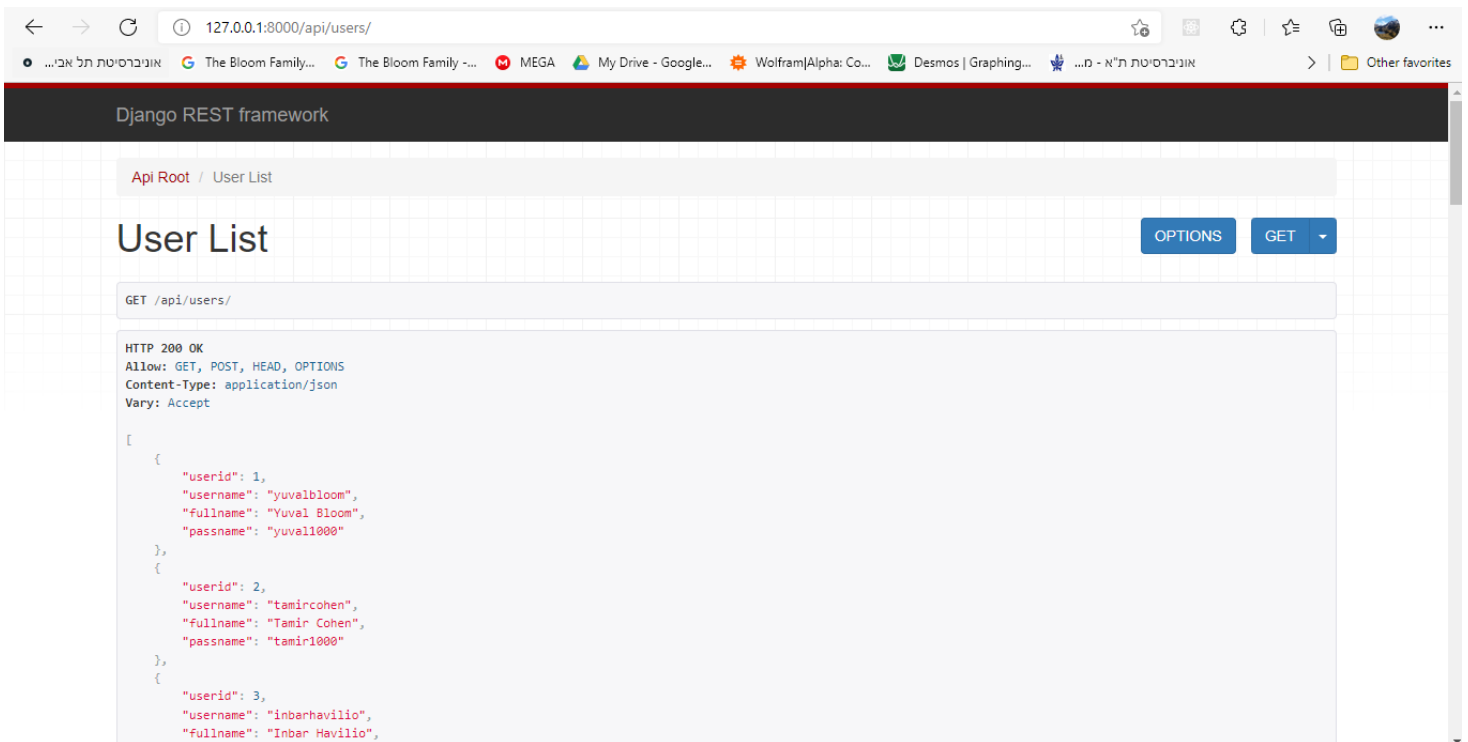 127.0.0.1:8000/api/users/
אוניברסיטת תל אבי... The Bloom Family... The Bloom Family -... MEGA My Drive - Google... Wolfram|Alpha: Co... Desmos | Graphing... אוניברסיטת ת"א - מ... Other favorites
Django REST framework
Api Root / User List
User List
OPTIONS GET
GET /api/users/
HTTP 200 OK
Allow: GET, POST, HEAD, OPTIONS
Content-Type: application/json
Vary: Accept
[
{
"userid": 1,
"username": "yuvalbloom",
"fullname": "Yuval Bloom",
"passname": "yuval1000"
},
{
"userid": 2,
"username": "tamircohen",
"fullname": "Tamir Cohen",
"passname": "tamir1000"
},
{
"userid": 3,
"username": "inbarhavilio",
"fullname": "Inbar Havilio",